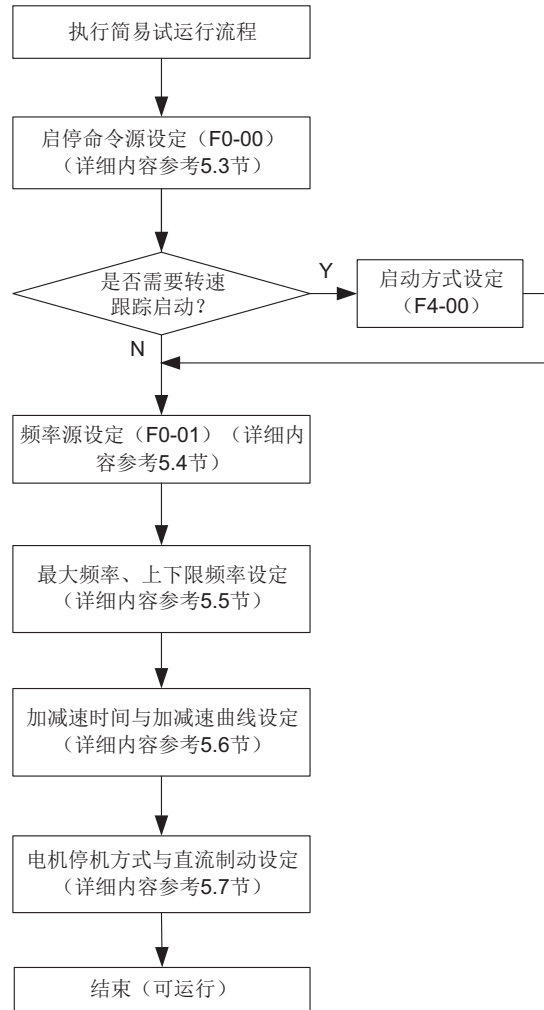 执行简易试运行流程
启停命令源设定（F0-00）
（详细内容参考5.3节）
是否需要转速
跟踪启动？
Y
启动方式设定
（F4-00）
N
频率源设定（F0-01）（详细内
容参考5.4节）
最大频率、上下限频率设定
（详细内容参考5.5节）
加减速时间与加减速曲线设定
（详细内容参考5.6节）
电机停机方式与直流制动设定
（详细内容参考5.7节）
结束（可运行）